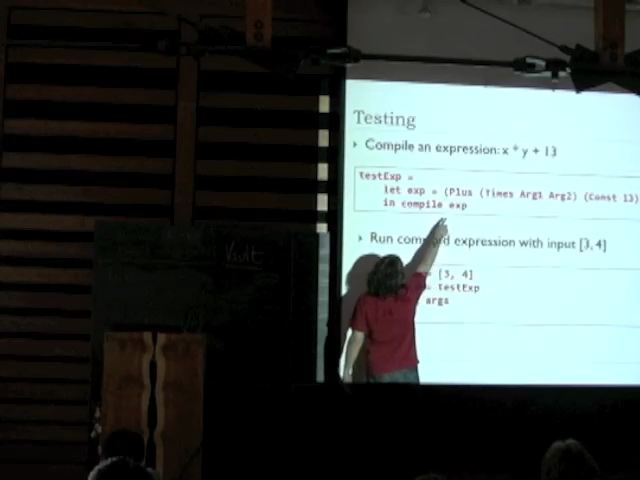 Testing
Compile an expression: x * y + 13
testExp =
let exp = (Plus (Times Arg1 Arg2) (Const 13)
in compile exp
Run expression with input [3, 4]
= [3, 4]
= testExp
args
Vault